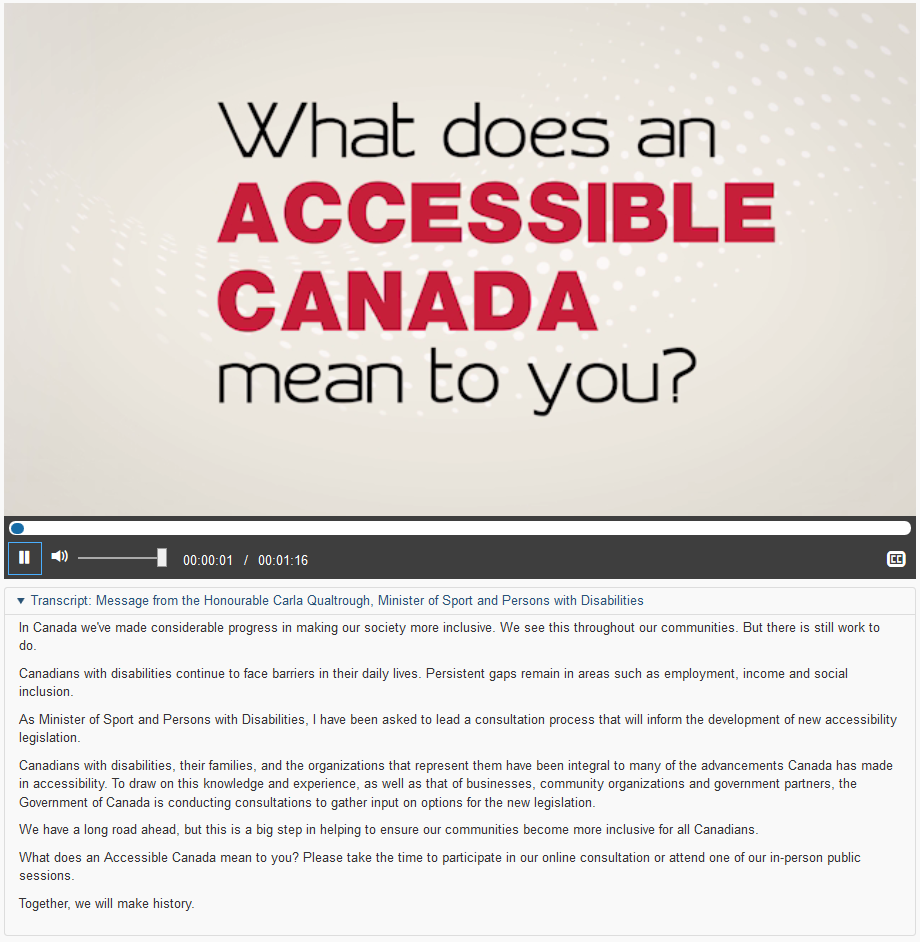 What does an
ACCESSIBLE
CANADA
mean to you?
00:00:01 / 00:01:16
CC
Transcript: Message from the Honourable Carla Qualtrough, Minister of Sport and Persons with Disabilities
In Canada we've made considerable progress in making our society more inclusive. We see this throughout our communities. But there is still work to
do.
Canadians with disabilities continue to face barriers in their daily lives. Persistent gaps remain in areas such as employment, income and social
inclusion.
As Minister of Sport and Persons with Disabilities, I have been asked to lead a consultation process that will inform the development of new accessibility
legislation.
Canadians with disabilities, their families, and the organizations that represent them have been integral to many of the advancements Canada has made
in accessibility. To draw on this knowledge and experience, as well as that of businesses, community organizations and government partners, the
Government of Canada is conducting consultations to gather input on options for the new legislation.
We have a long road ahead, but this is a big step in helping to ensure our communities become more inclusive for all Canadians.
What does an Accessible Canada mean to you? Please take the time to participate in our online consultation or attend one of our in-person public
sessions.
Together, we will make history.